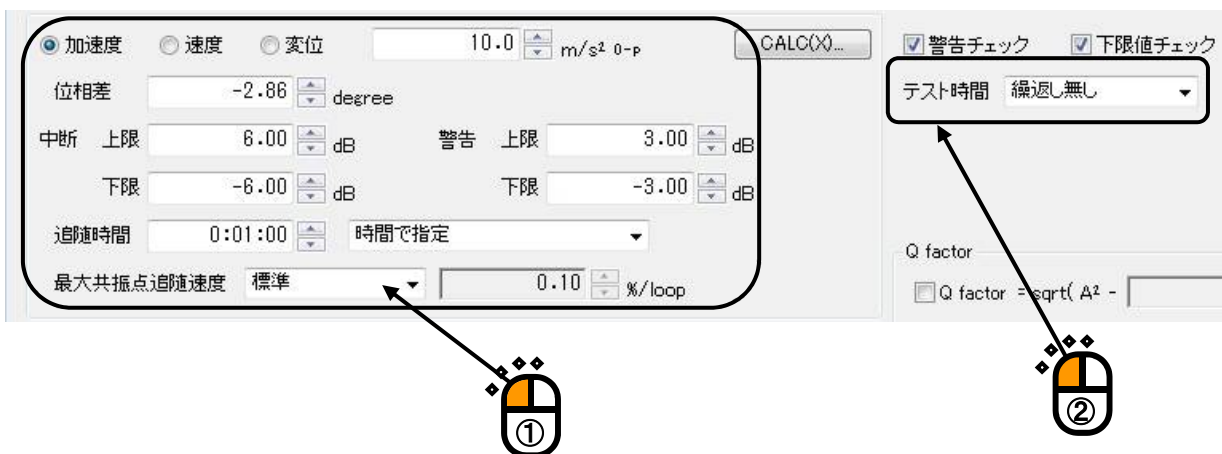 加速度 速度 変位 10.0 m/s² 0-P CALC(X)... 警告チェック 下限値チェック
位相差 -2.86 degree テスト時間 繰返し無し
中断 上限 6.00 dB 警告 上限 3.00 dB
下限 -6.00 dB 下限 -3.00 dB
追随時間 0:01:00 時間で指定
Q factor
最大共振点追随速度 標準 0.10 %/loop Q factor = sqrt( A² -
①
②